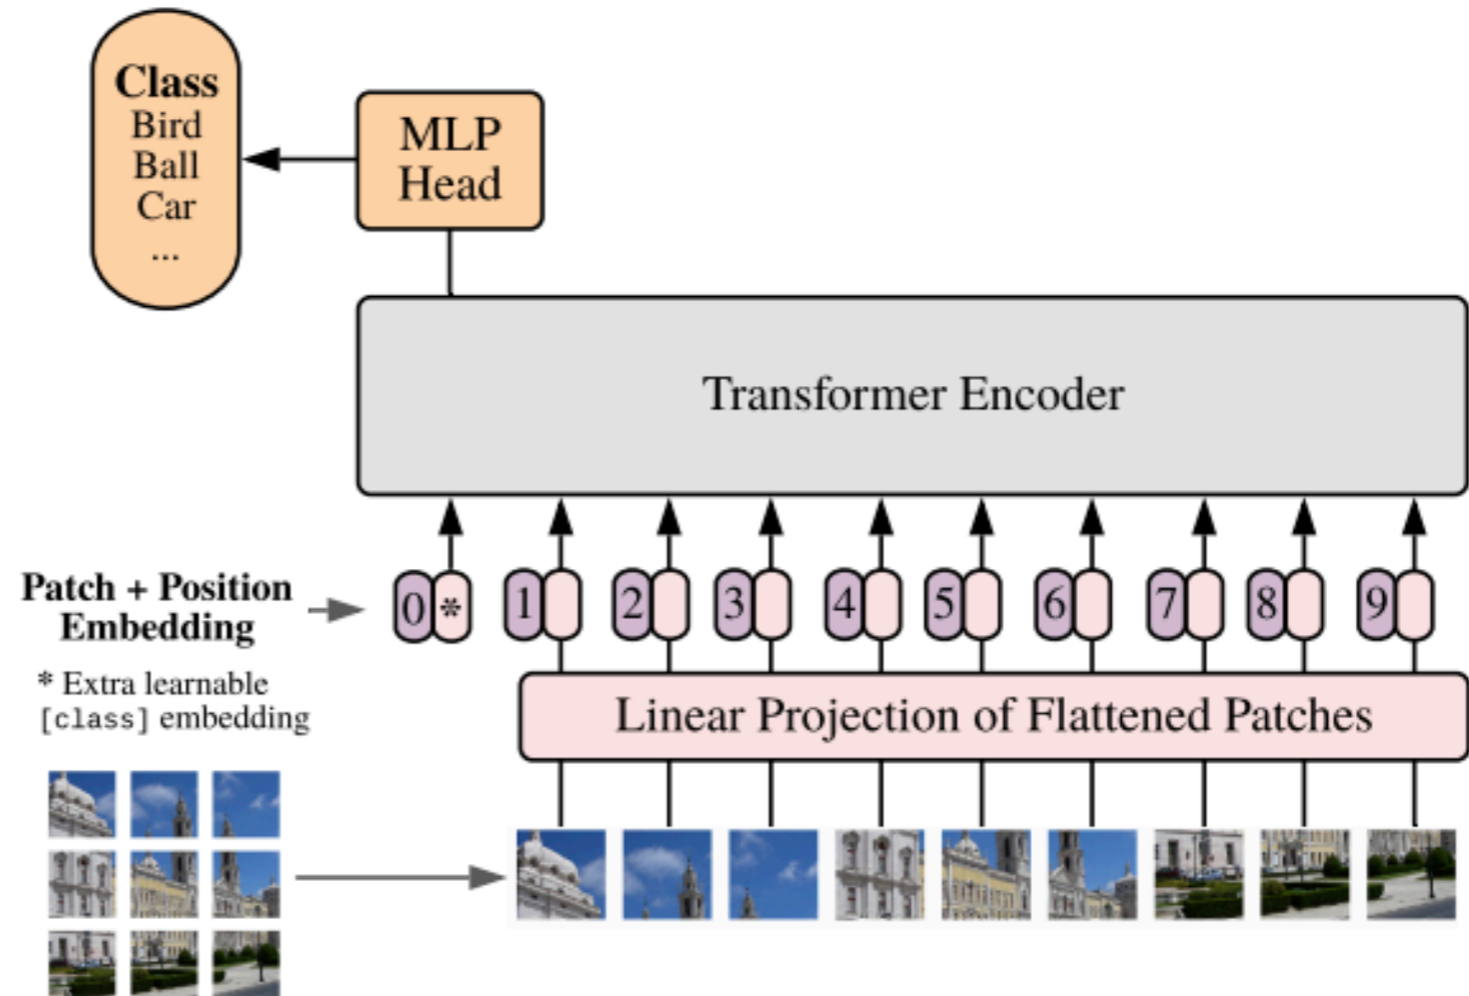 Class
Bird
Ball
Car
...
MLP
Head
Transformer Encoder
Patch + Position
Embedding
0 * 1 2 3 4 5 6 7 8 9
* Extra learnable
[class] embedding
Linear Projection of Flattened Patches